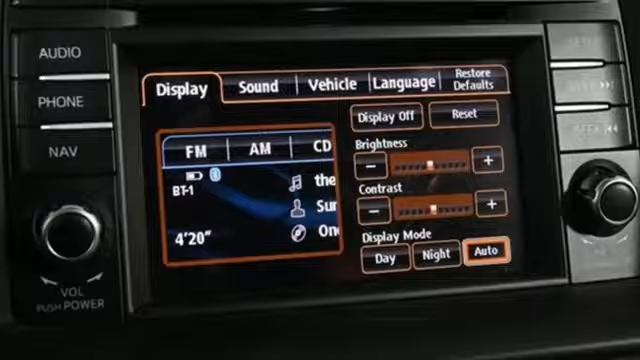 AUDIO
PHONE
NAV
VOL
PUSH POWER
Display
Sound
Vehicle
Language
Restore
Defaults
FM
AM
CD
BT-1
the
Sur
On
4'20"
Display Off
Reset
Brightness
-
+
Contrast
-
+
Display Mode
Day
Night
Auto